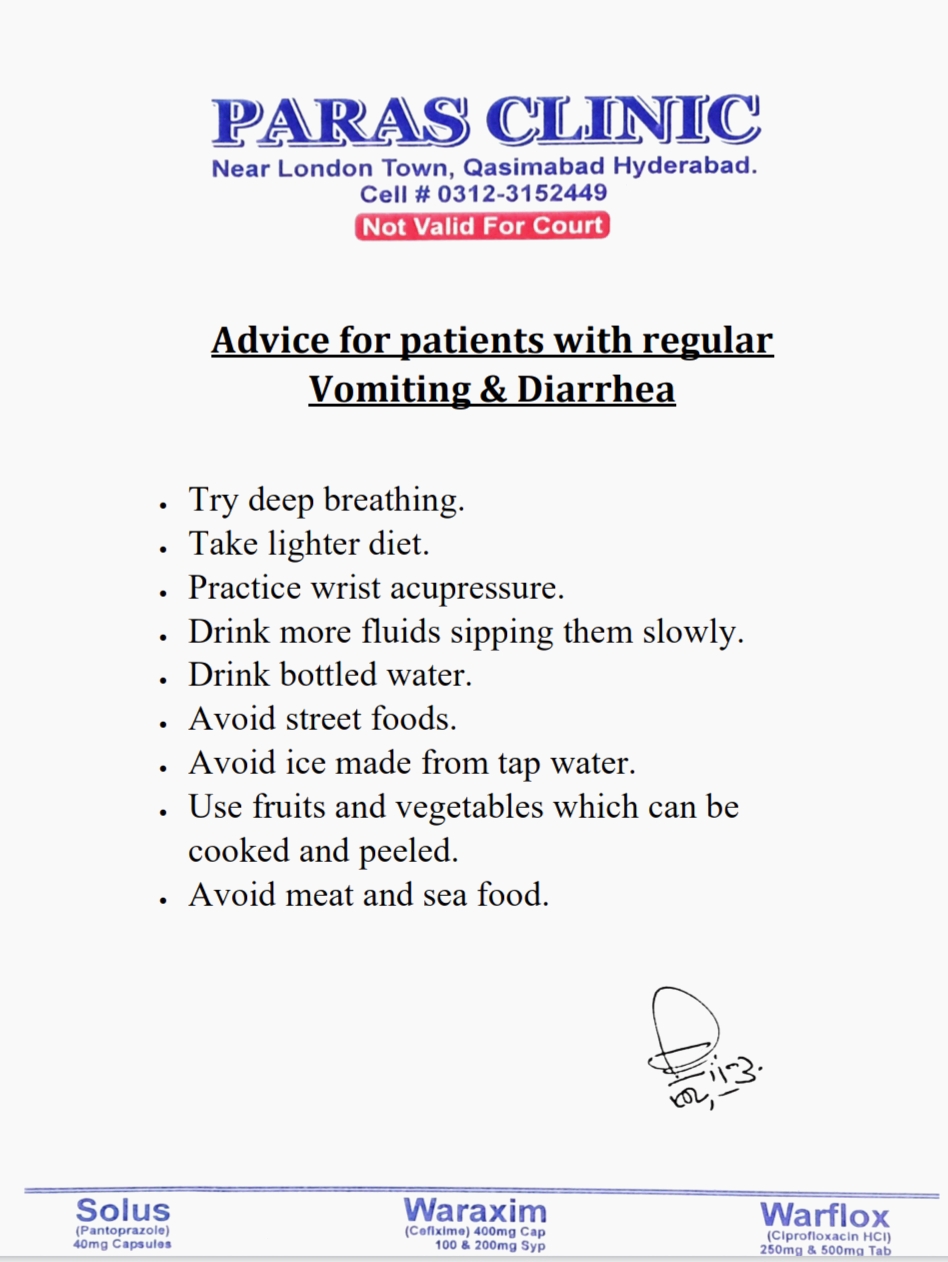 PARAS CLINIC
Near London Town, Qasimabad Hyderabad.
Cell # 0312-3152449
Not Valid For Court
Advice for patients with regular
Vomiting & Diarrhea
• Try deep breathing.
• Take lighter diet.
• Practice wrist acupressure.
• Drink more fluids sipping them slowly.
• Drink bottled water.
• Avoid street foods.
• Avoid ice made from tap water.
• Use fruits and vegetables which can be
cooked and peeled.
• Avoid meat and sea food.
Solus
(Pantoprazole)
40mg Capsules
Waraxim
(Cefixime) 400mg Cap
100 & 200mg Syp
Warflox
(Ciprofloxacin HCl)
250mg & 500mg Tab